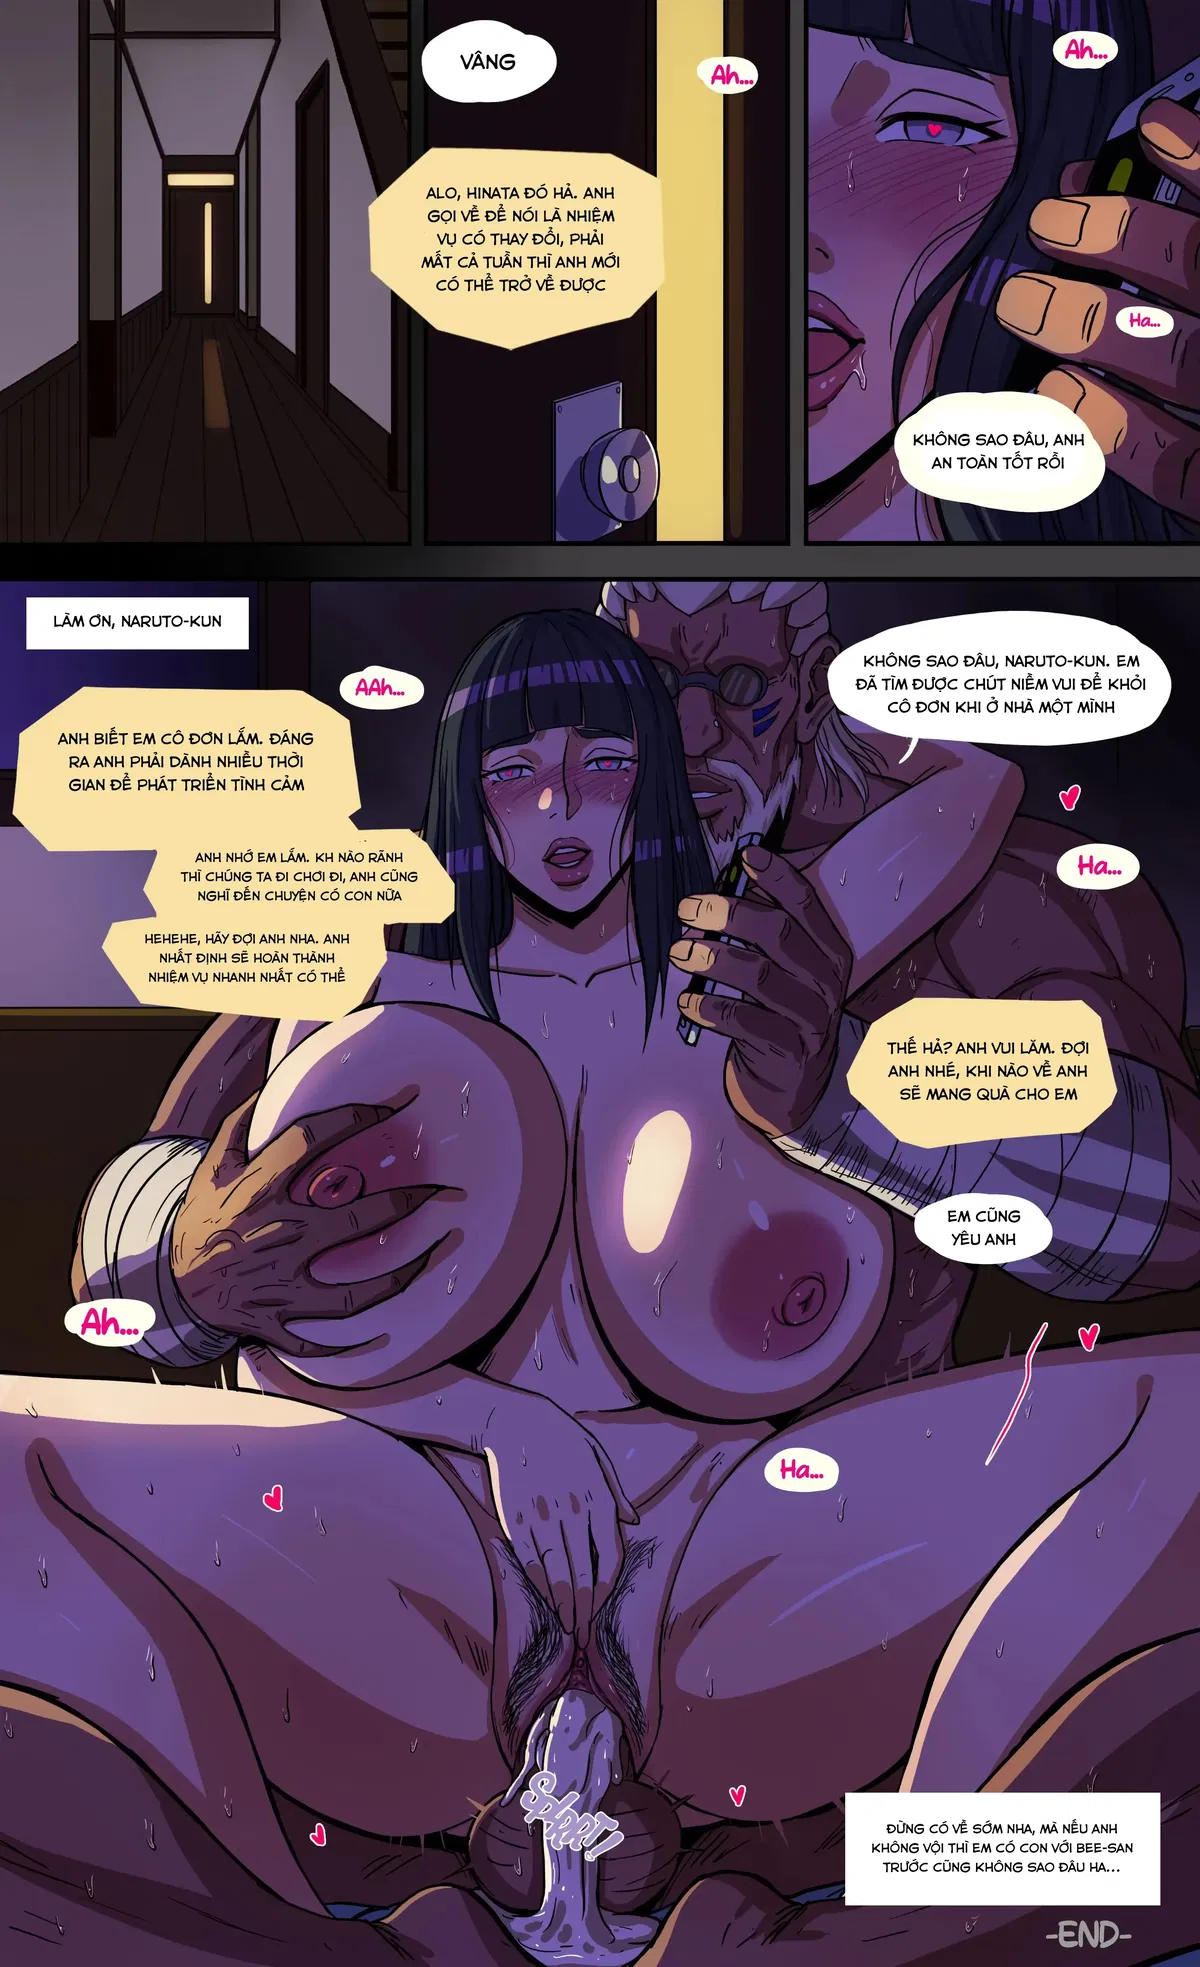 VÂNG
Ah...
Ah...
ALO, HINATA ĐÓ HẢ. ANH
GỌI VỀ ĐỂ NÓI LÀ NHIỆM
VỤ CÓ THAY ĐỔI, PHẢI
MẤT CẢ TUẦN THÌ ANH MỚI
CÓ THỂ TRỞ VỀ ĐƯỢC
Ha...
KHÔNG SAO ĐÂU, ANH
AN TOÀN TỐT RỒI
LÀM ƠN, NARUTO-KUN
AAh...
KHÔNG SAO ĐÂU, NARUTO-KUN. EM
ĐÃ TÌM ĐƯỢC CHÚT NIỀM VUI ĐỂ KHỎI
CÔ ĐƠN KHI Ở NHÀ MỘT MÌNH
ANH BIẾT EM CÔ ĐƠN LẮM. ĐÁNG
RA ANH PHẢI DÀNH NHIỀU THỜI
GIAN ĐỂ PHÁT TRIỂN TÌNH CẢM
ANH NHỚ EM LẮM. KH NÀO RÃNH
THÌ CHÚNG TA ĐI CHƠI ĐI, ANH CŨNG
NGHĨ ĐẾN CHUYỆN CÓ CON NỮA
Ha...
HEHEHE, HÃY ĐỢI ANH NHA. ANH
NHẤT ĐỊNH SẼ HOÀN THÀNH
NHIỆM VỤ NHANH NHẤT CÓ THỂ
THẾ HẢ? ANH VUI LĂM. ĐỢI
ANH NHÉ, KHI NÀO VỀ ANH
SẼ MANG QUÀ CHO EM
EM CŨNG
YÊU ANH
Ah...
Ha...
SPLRRT!
ĐỪNG CÓ VỀ SỚM NHA, MÀ NẾU ANH
KHÔNG VỘI THÌ EM CÓ CON VỚI BEE-SAN
TRƯỚC CŨNG KHÔNG SAO ĐÂU HA...
-END-